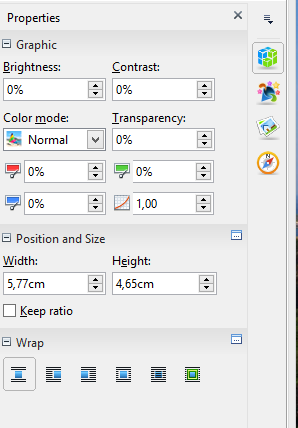 Properties
Graphic
Brightness: Contrast:
0% 0%
Color mode: Transparency:
Normal 0%
0% 0%
0% 1,00
Position and Size
Width: Height:
5,77cm 4,65cm
Keep ratio
Wrap